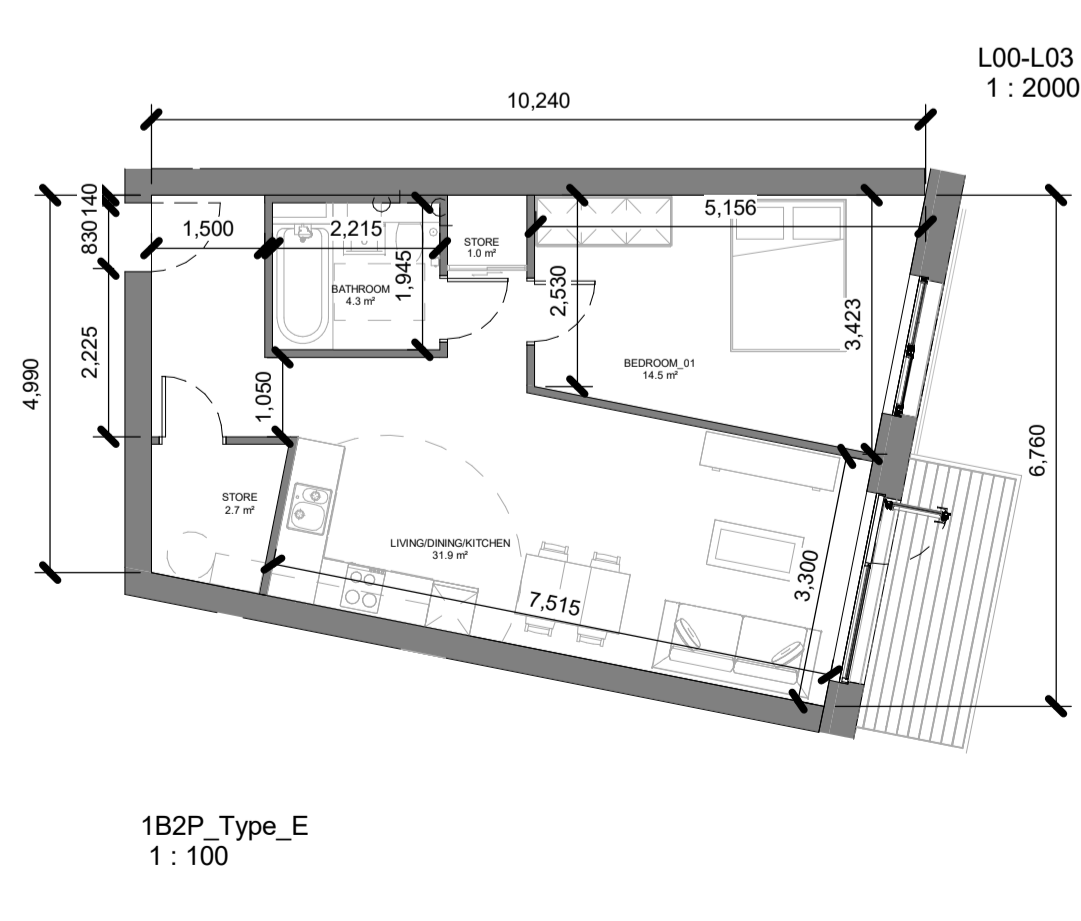 L00-L03
1 : 2000
10,240
140
830
1,500
2,215
STORE
1.0 m²
5,156
BATHROOM
4.3 m²
1,945
2,530
3,423
2,225
4,990
1,050
BEDROOM_01
14.5 m²
6,760
STORE
2.7 m²
LIVING/DINING/KITCHEN
31.9 m²
3,300
7,515
1B2P_Type_E
1 : 100